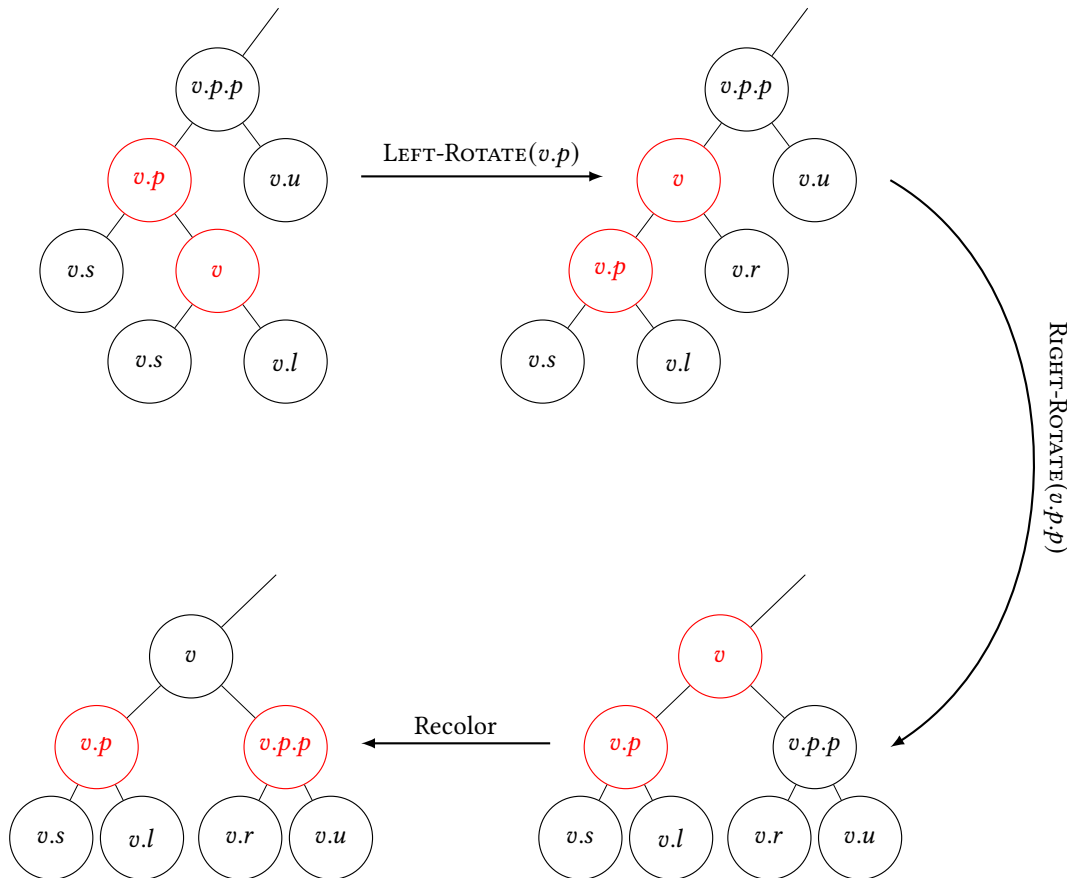 v.p.p
v.p
v.u
v.s
v
v.s
v.l
LEFT-ROTATE(v.p)
v.p.p
v
v.u
v.p
v.r
v.s
v.l
RIGHT-ROTATE(v.p.p)
v
v.p
v.p.p
v.s
v.l
v.r
v.u
Recolor
v
v.p
v.p.p
v.s
v.l
v.r
v.u